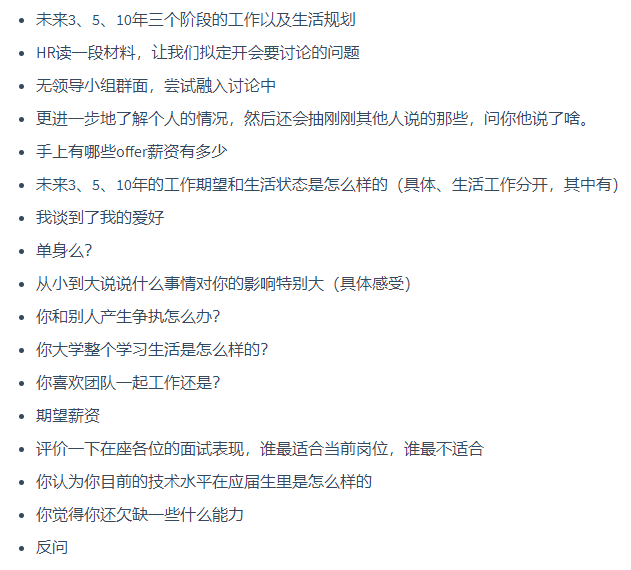 未来3、5、10年三个阶段的工作以及生活规划
HR读一段材料，让我们拟定开会要讨论的问题
无领导小组群面，尝试融入讨论中
更进一步地了解个人的情况，然后还会抽刚刚其他人说的那些，问你他说了啥。
手上有哪些offer薪资有多少
未来3、5、10年的工作期望和生活状态是怎么样的（具体、生活工作分开，其中有）
我谈到了我的爱好
单身么？
从小到大说说什么事情对你的影响特别大（具体感受）
你和别人产生争执怎么办？
你大学整个学习生活是怎么样的？
你喜欢团队一起工作还是？
期望薪资
评价一下在座各位的面试表现，谁最适合当前岗位，谁最不适合
你认为你目前的技术水平在应届生里是怎么样的
你觉得你还欠缺一些什么能力
反问